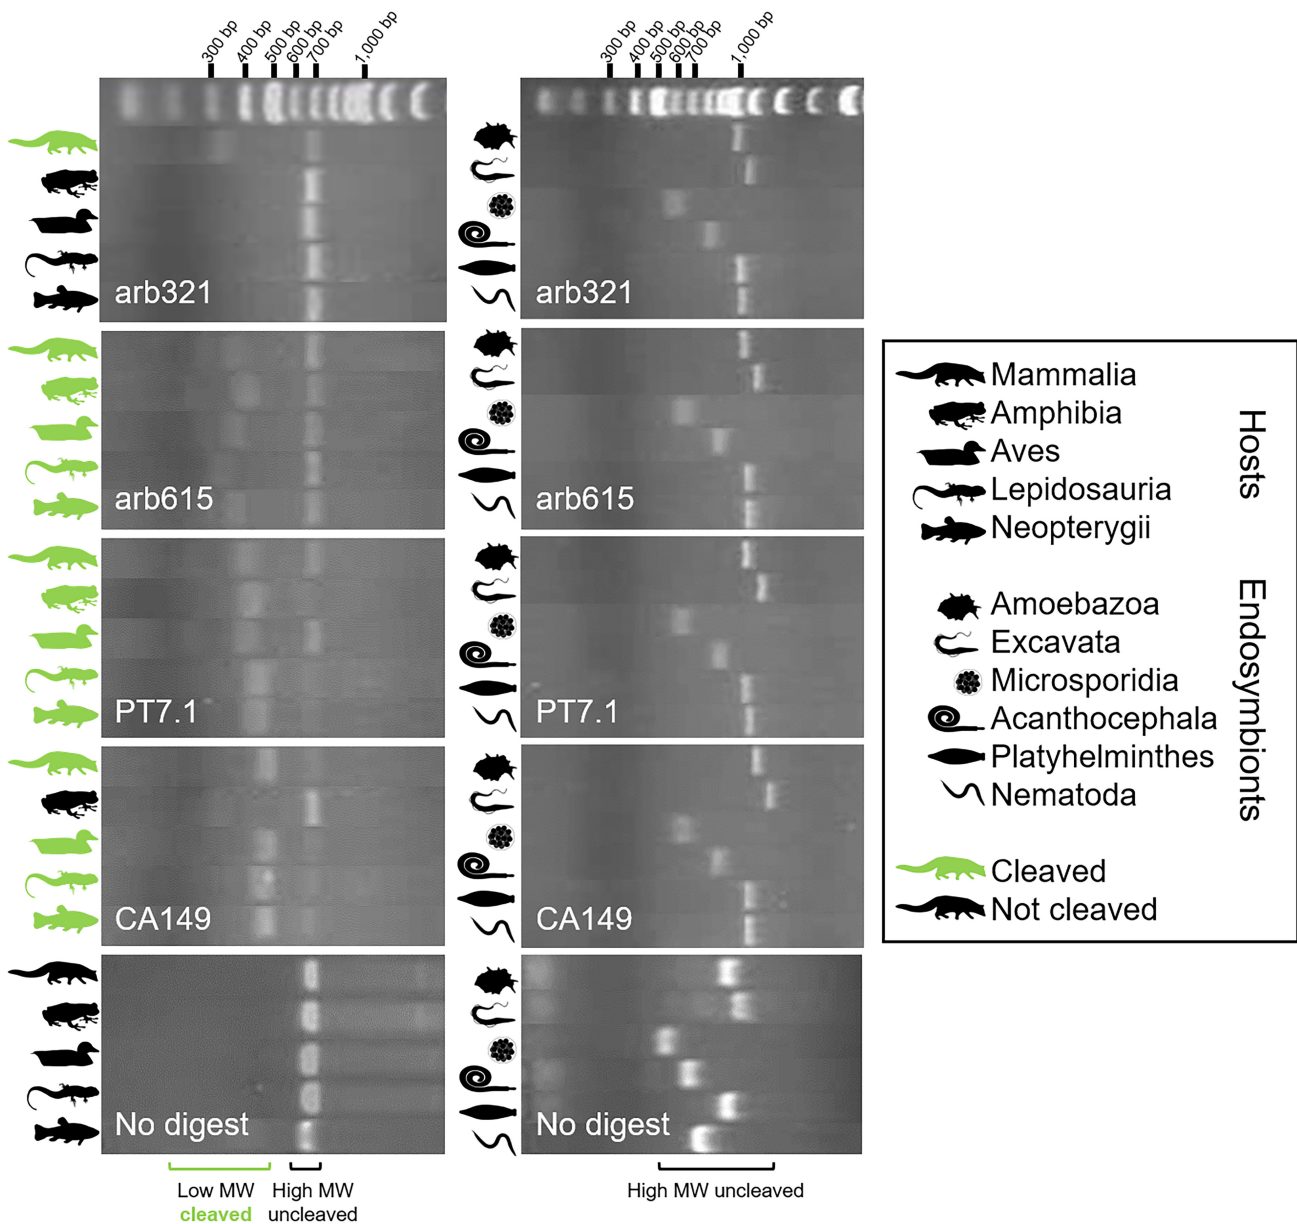 300 bp
400 bp
500 bp
600 bp
700 bp
1,000 bp
300 bp
400 bp
500 bp
600 bp
700 bp
1,000 bp
arb321
arb321
arb615
arb615
PT7.1
PT7.1
CA149
CA149
No digest
No digest
Low MW
cleaved
High MW
uncleaved
High MW uncleaved
Mammalia
Amphibia
Aves
Lepidosauria
Neopterygii
Hosts
Amoebazoa
Excavata
Microsporidia
Acanthocephala
Platyhelminthes
Nematoda
Endosymbionts
Cleaved
Not cleaved